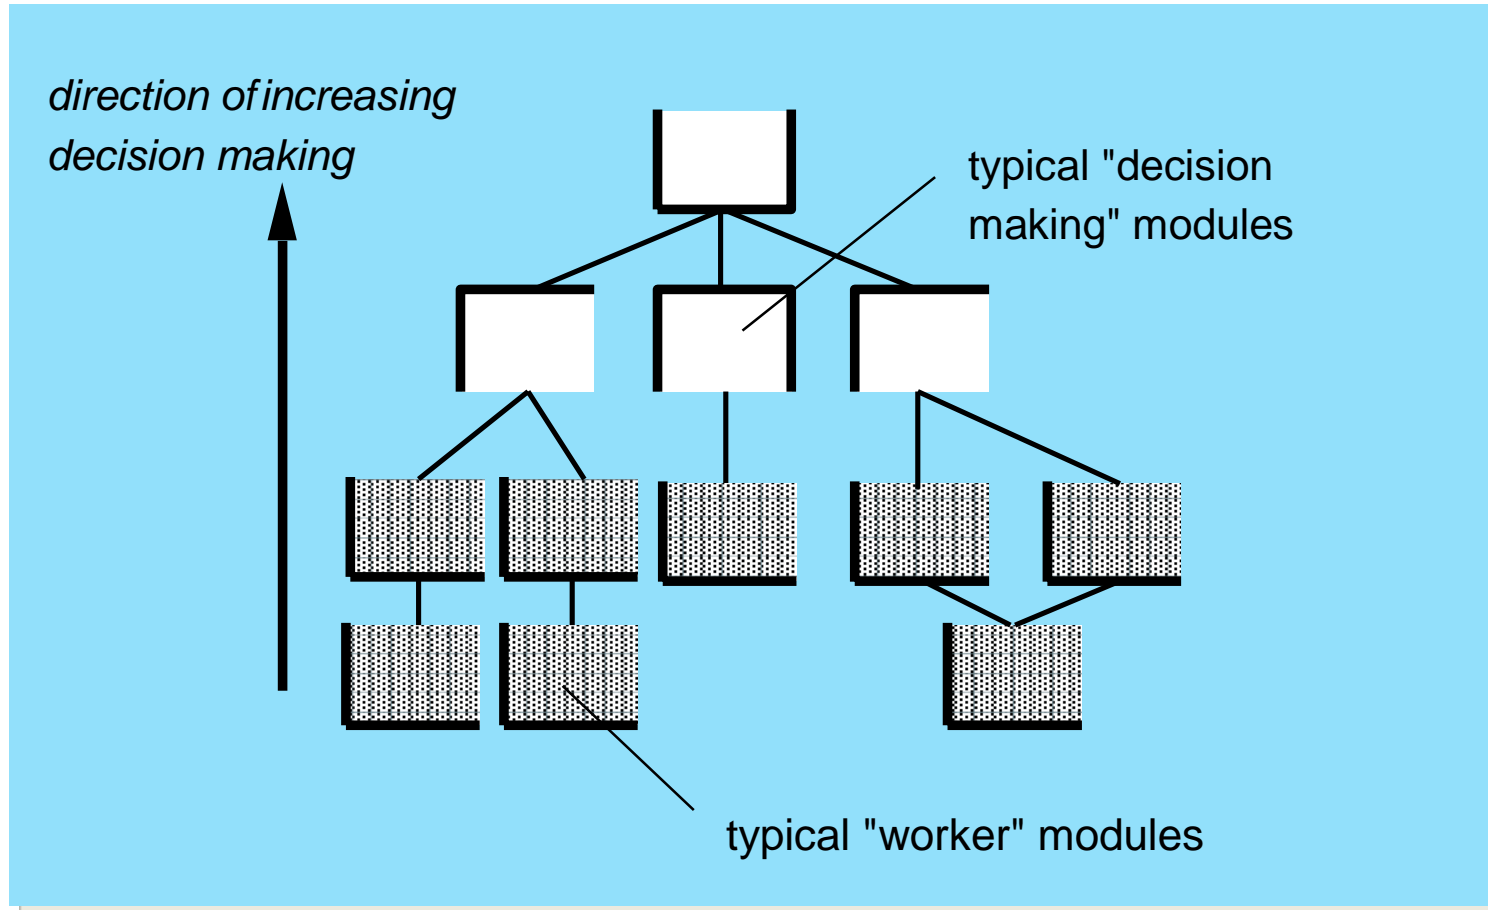 direction of increasing
decision making
typical "decision
making" modules
typical "worker" modules